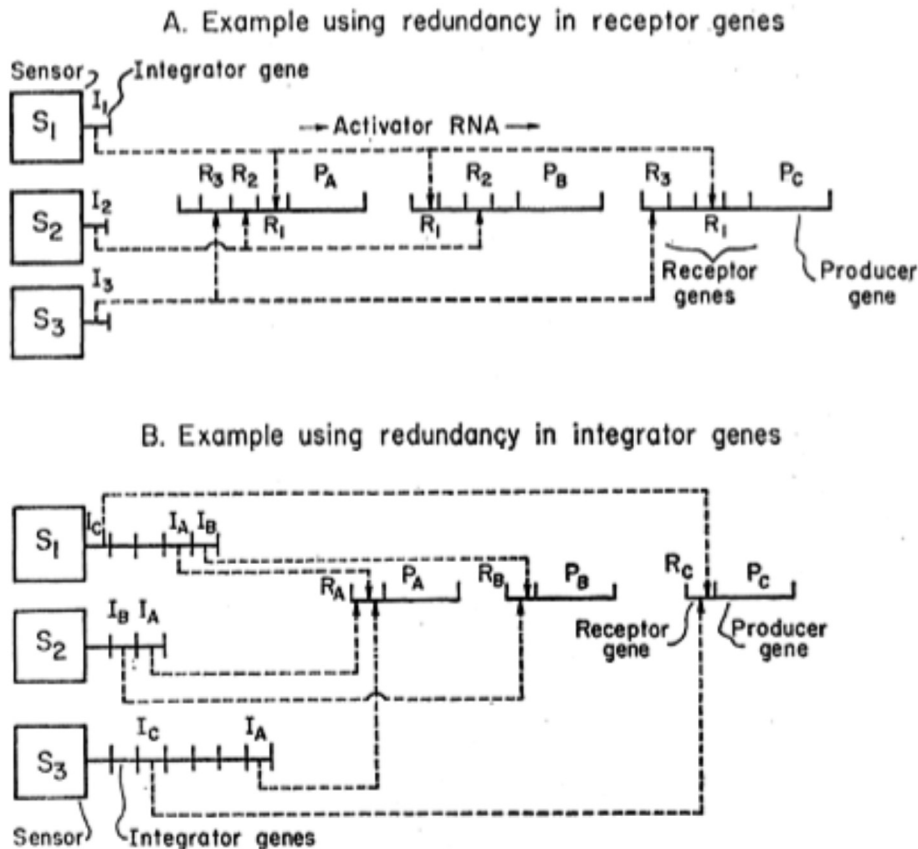 A. Example using redundancy in receptor genes
Sensor Integrator gene
S1 I1
→Activator RNA→
R3 R2 PA R2 PB R3 PC
S2 I2
R1 R1 R1
I3
Receptor genes
Producer gene
S3
B. Example using redundancy in integrator genes
S1 IC IA IB
RA PA RB PB RC PC
IB IA
S2
Receptor gene
Producer gene
IC IA
S3
Sensor Integrator genes